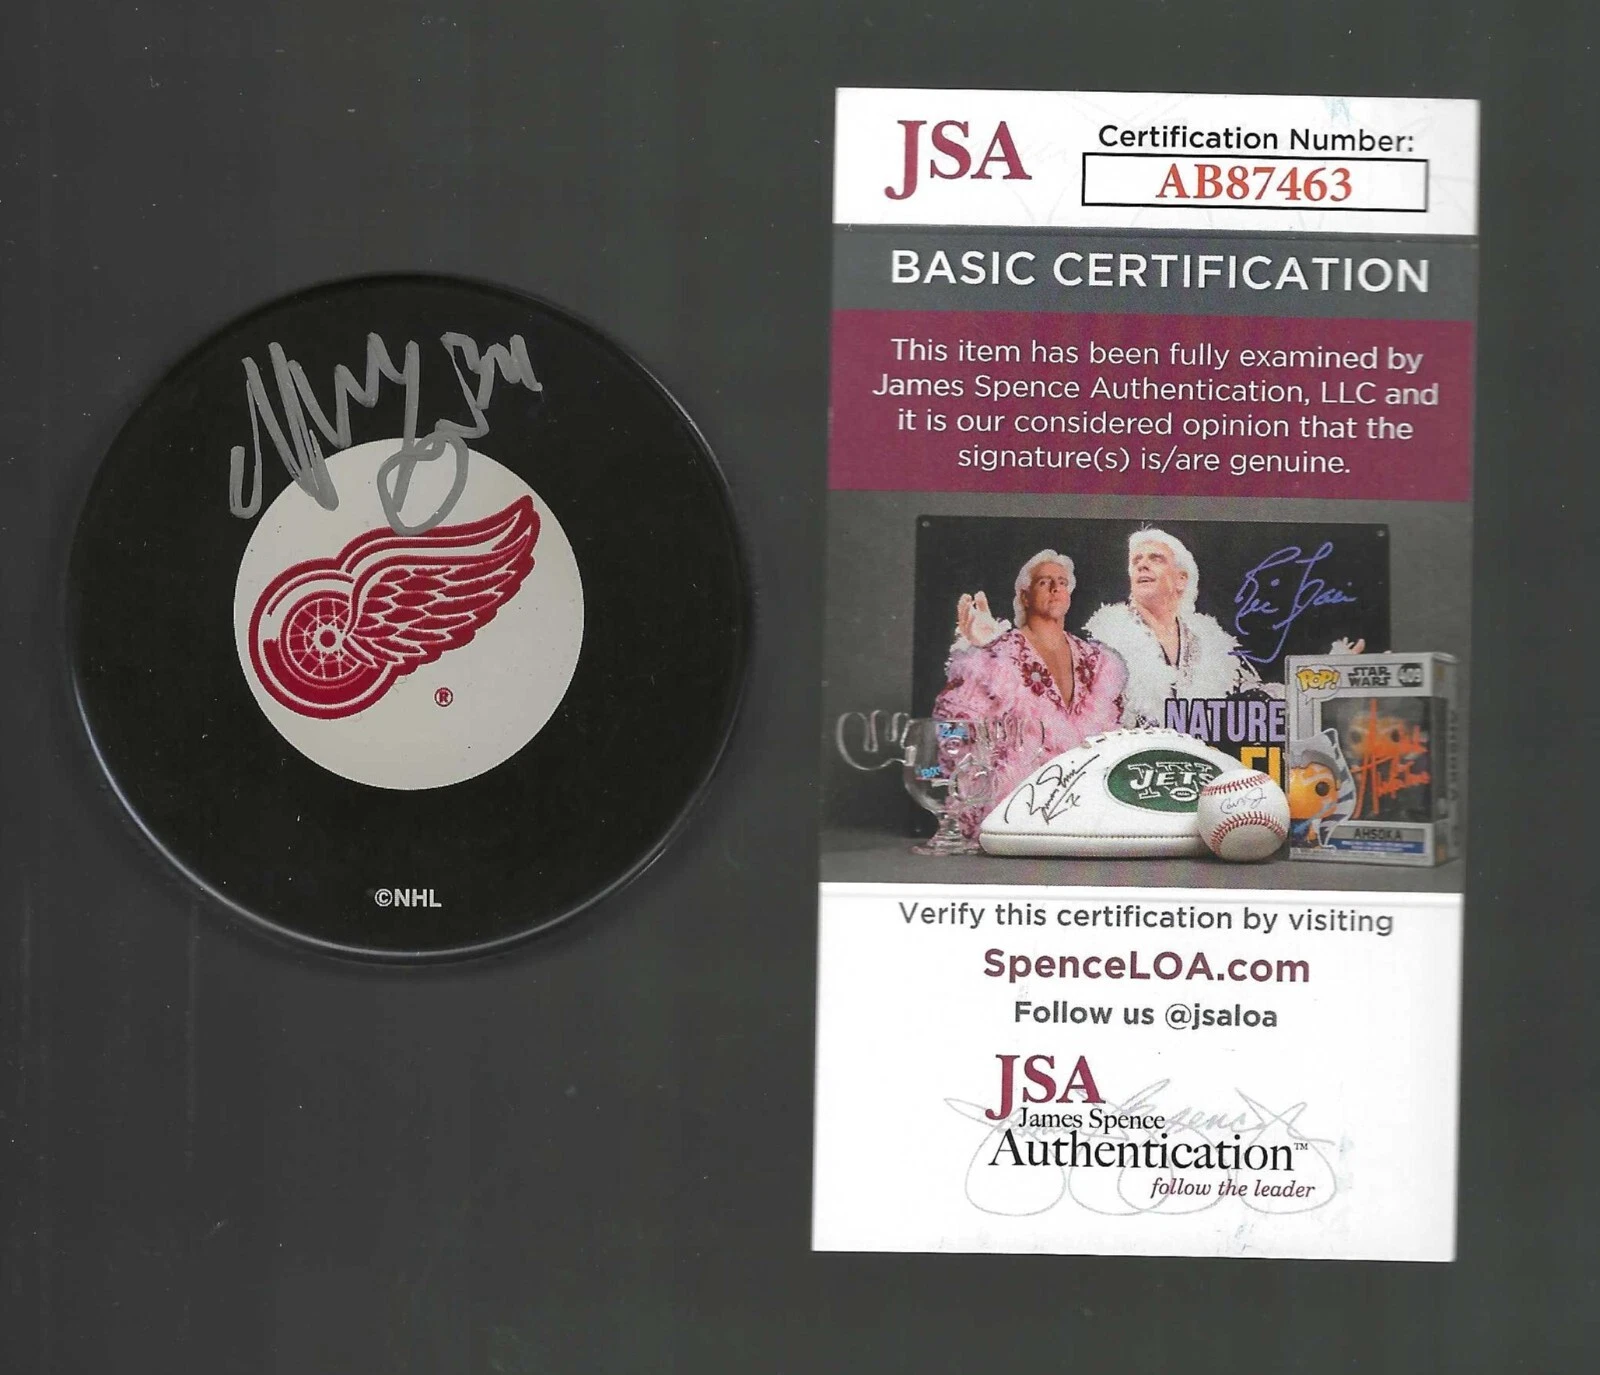 JSA
Certification Number:
AB87463
BASIC CERTIFICATION
This item has been fully examined by
James Spence Authentication, LLC and
it is our considered opinion that the
signature(s) is/are genuine.
NATURE
POP!
STAR
WARS
JETS
AHSOKA
®
©NHL
Verify this certification by visiting
SpenceLOA.com
Follow us @jsaloa
JSA
James Spence
Authentication™
follow the leader